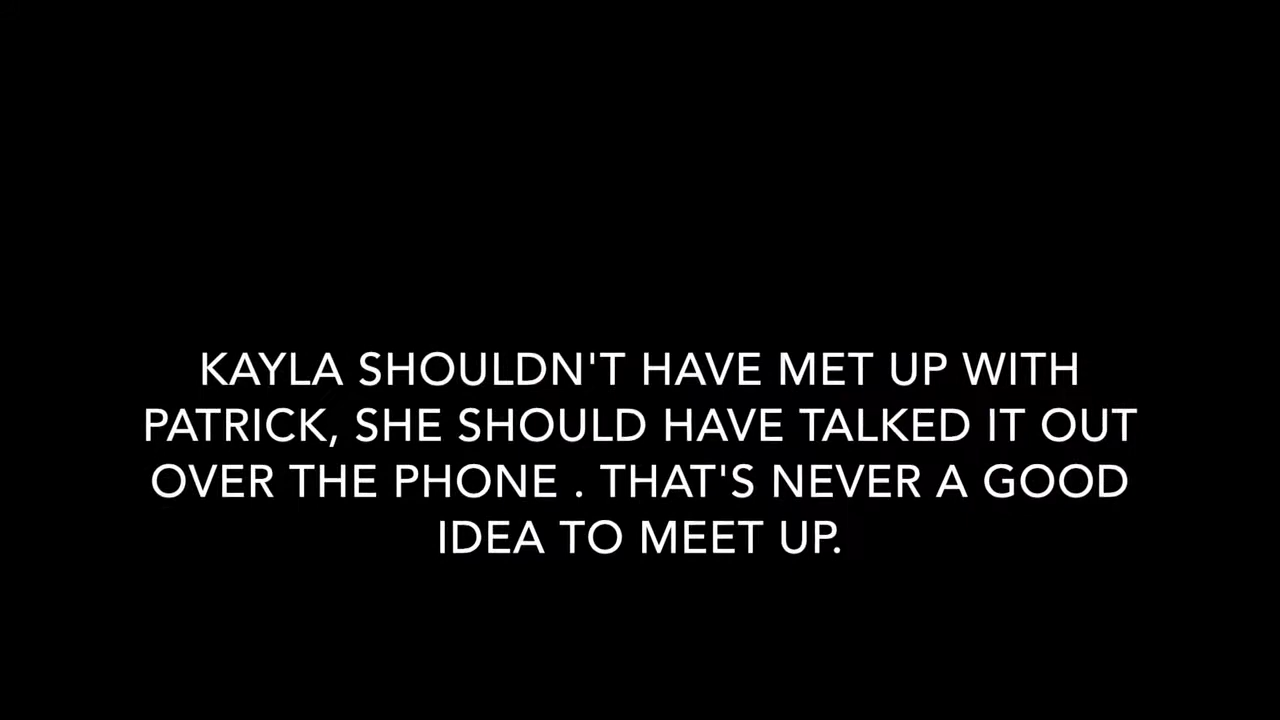 KAYLA SHOULDN'T HAVE MET UP WITH
PATRICK, SHE SHOULD HAVE TALKED IT OUT
OVER THE PHONE . THAT'S NEVER A GOOD
IDEA TO MEET UP.